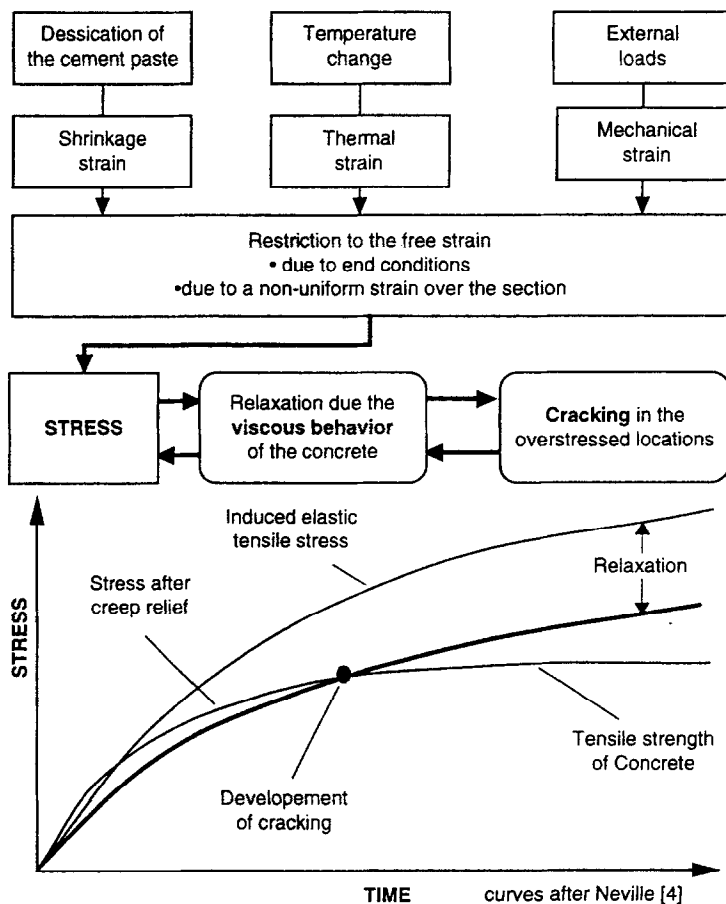 Dessication of
the cement paste
Temperature
change
External
loads
Shrinkage
strain
Thermal
strain
Mechanical
strain
Restriction to the free strain
• due to end conditions
•due to a non-uniform strain over the section
STRESS
Relaxation due the
viscous behavior
of the concrete
Cracking in the
overstressed locations
Induced elastic
tensile stress
Stress after
creep relief
Relaxation
STRESS
Tensile strength
of Concrete
Developement
of cracking
TIME
curves after Neville [4]